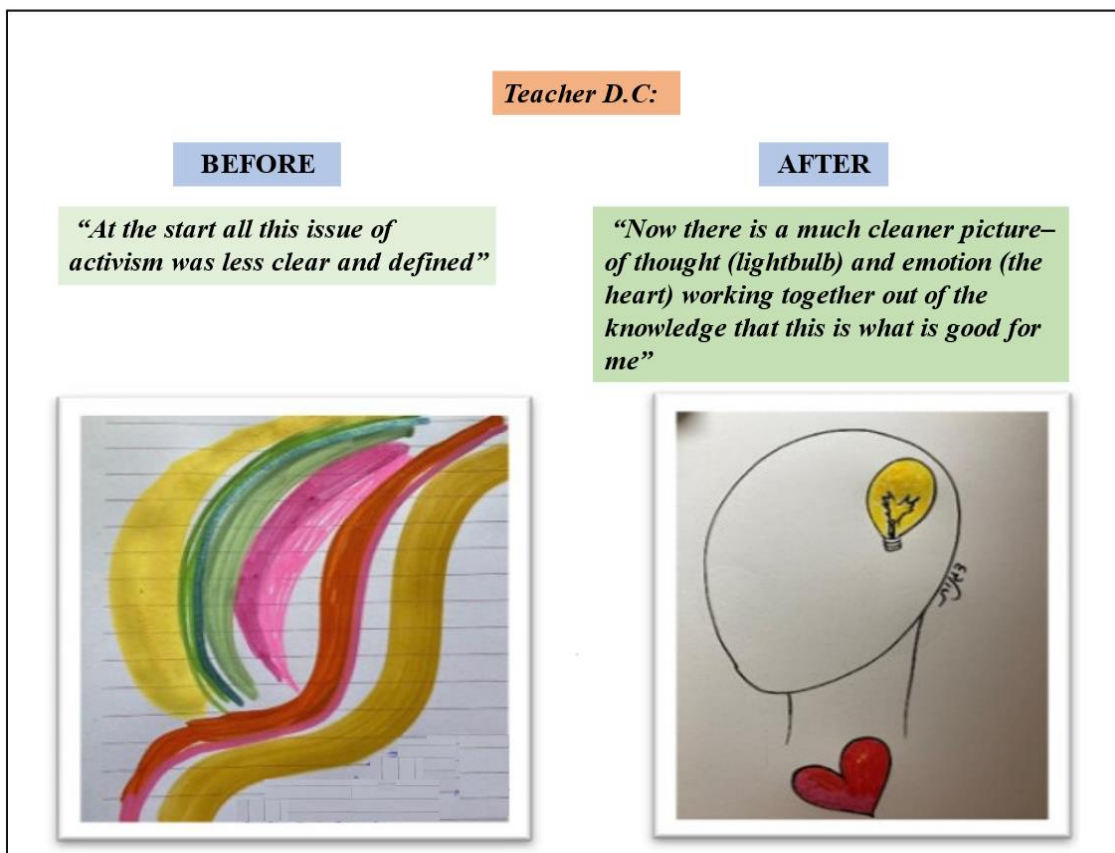 Teacher D.C:
BEFORE
“At the start all this issue of
activism was less clear and defined”
AFTER
“Now there is a much cleaner picture–
of thought (lightbulb) and emotion (the
heart) working together out of the
knowledge that this is what is good for
me”